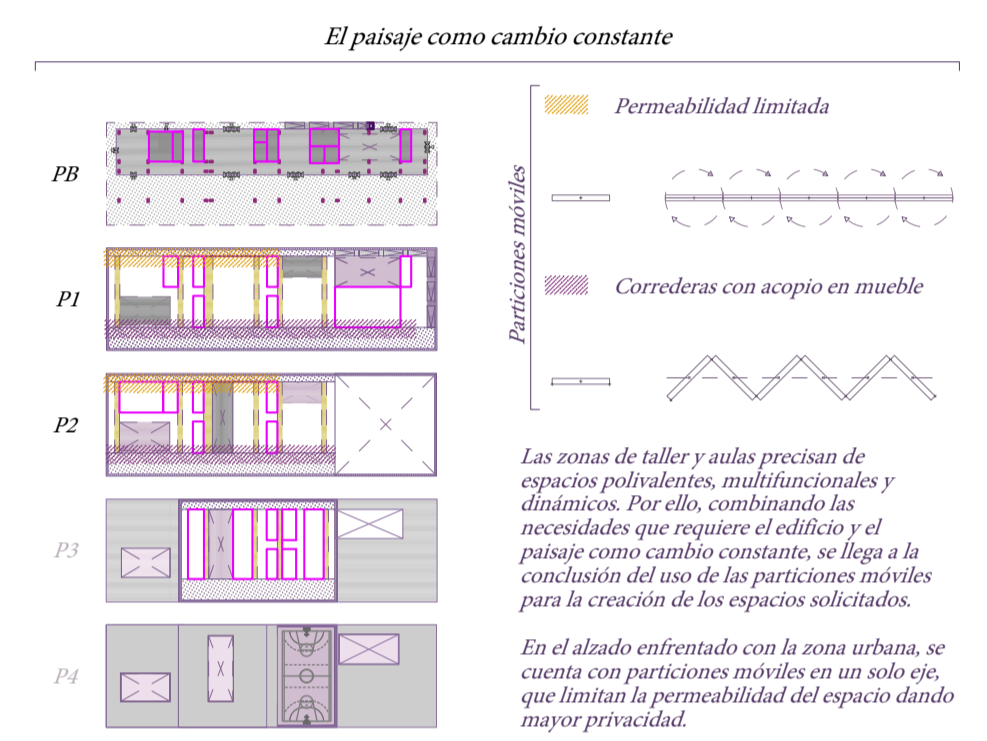 El paisaje como cambio constante
PB
P1
P2
P3
P4
Particiones móviles
Permeabilidad limitada
Correderas con acopio en mueble
Las zonas de taller y aulas precisan de
espacios polivalentes, multifuncionales y
dinámicos. Por ello, combinando las
necesidades que requiere el edificio y el
paisaje como cambio constante, se llega a la
conclusión del uso de las particiones móviles
para la creación de los espacios solicitados.
En el alzado enfrentado con la zona urbana, se
cuenta con particiones móviles en un solo eje,
que limitan la permeabilidad del espacio dando
mayor privacidad.